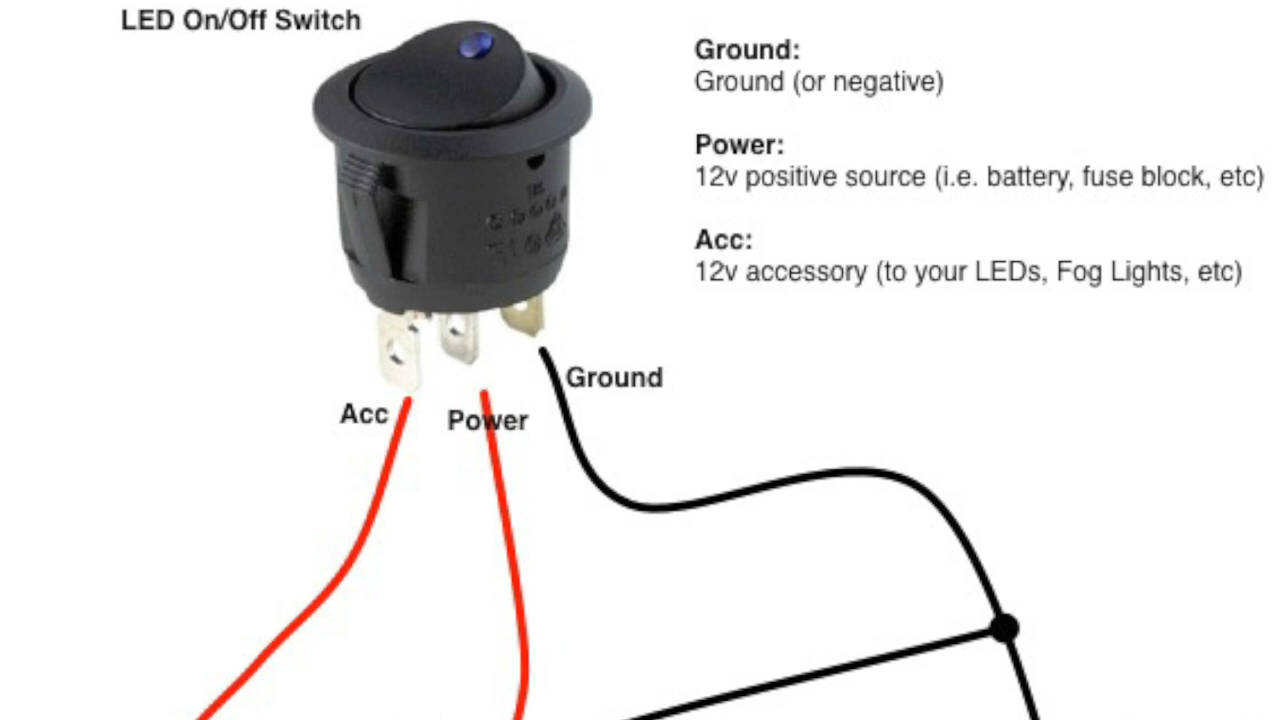 LED On/Off Switch
Ground:
Ground (or negative)
Power:
12v positive source (i.e. battery, fuse block, etc)
Acc:
12v accessory (to your LEDs, Fog Lights, etc)
Ground
Acc
Power